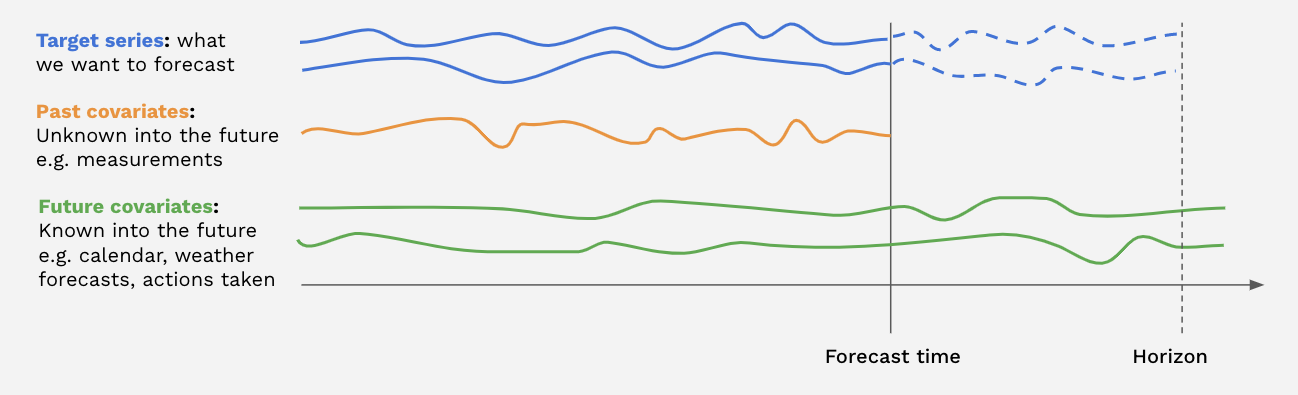 Target series: what
we want to forecast
Past covariates:
Unknown into the future
e.g. measurements
Future covariates:
Known into the future
e.g. calendar, weather
forecasts, actions taken
Forecast time
Horizon